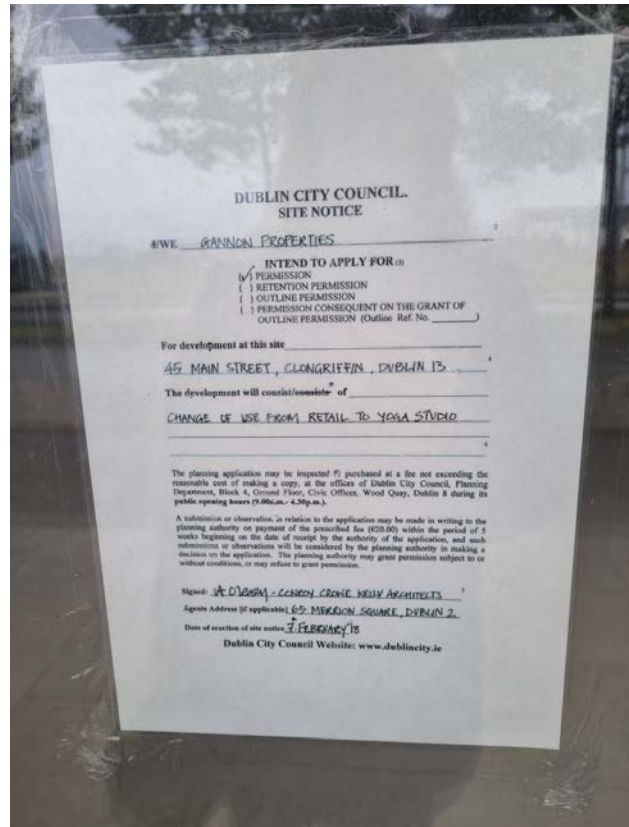 DUBLIN CITY COUNCIL.
SITE NOTICE
I/WE GANNON PROPERTIES
INTEND TO APPLY FOR (3)
(✓) PERMISSION
( ) RETENTION PERMISSION
( ) OUTLINE PERMISSION
( ) PERMISSION CONSEQUENT ON THE GRANT OF
OUTLINE PERMISSION (Outline Ref. No. ________)
For development at this site
45 MAIN STREET, CLONGRIFFIN, DUBLIN 13
The development will consist/consists of
CHANGE OF USE FROM RETAIL TO YOGA STUDIO
The planning application may be inspected purchased at a fee not exceeding the
reasonable cost of making a copy, at the offices of Dublin City Council, Planning
Department, Block 4, Ground Floor, Civic Offices, Wood Quay, Dublin 8 during its
public opening hours (9.00a.m.- 4.30p.m.).
A submission or observation in relation to the application may be made in writing to the
planning authority on payment of the prescribed fee (€20.00) within the period of 5
weeks beginning on the date of receipt by the authority of the application, and such
submissions or observations will be considered by the planning authority in making a
decision on the application. The planning authority may grant permission subject to or
without conditions, or may refuse to grant permission.
Signed: - CONROY CRONE KELLY ARCHITECTS
Agents Address [if applicable] 65 MERRION SQUARE, DUBLIN 2
Date of erection of site notice 7 FEBRUARY 18
Dublin City Council Website: www.dublincity.ie